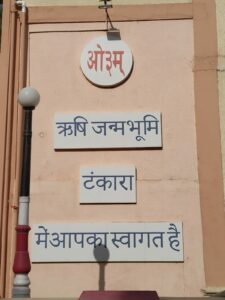 ओ३म्
ऋषि जन्मभूमि
टंकारा
में आपका स्वागत है